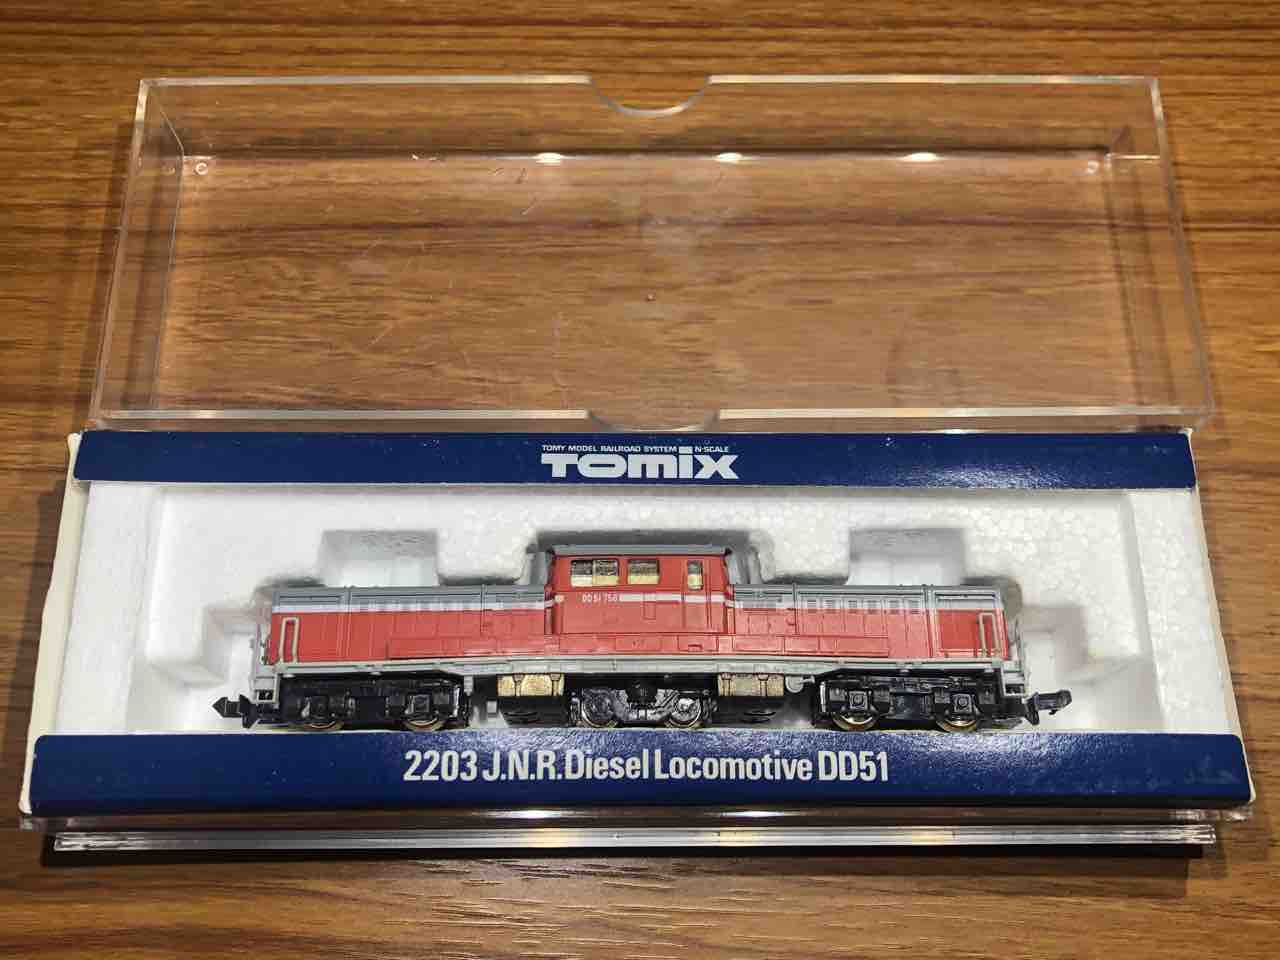 TOMY MODEL RAILROAD SYSTEM N-SCALE
TOMIX
DD51 756
2203 J.N.R. Diesel Locomotive DD51